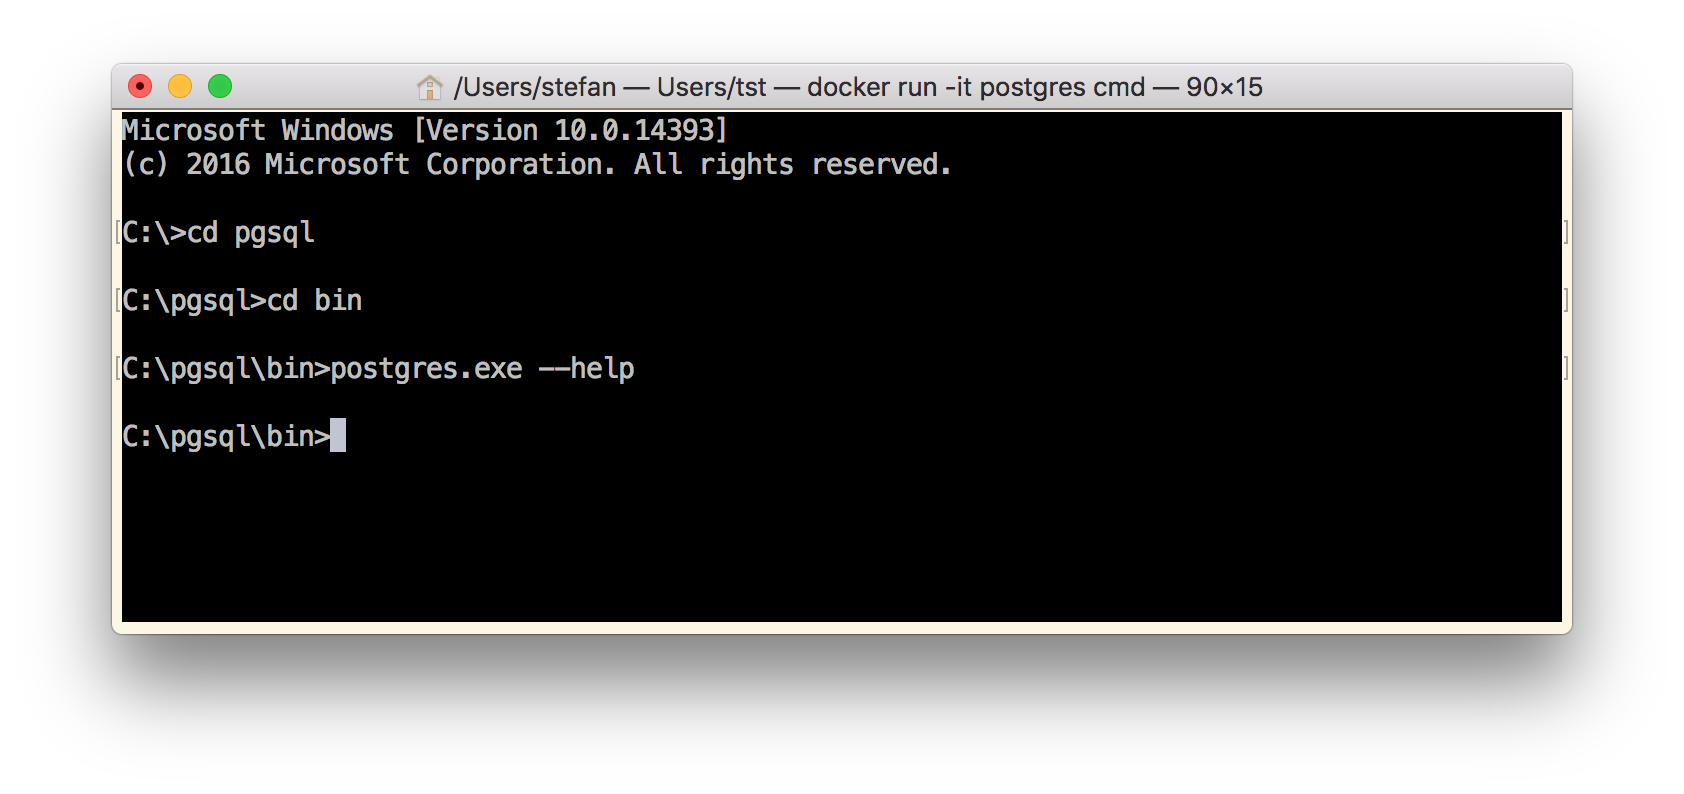 /Users/stefan — Users/tst — docker run -it postgres cmd — 90×15
Microsoft Windows [Version 10.0.14393]
(c) 2016 Microsoft Corporation. All rights reserved.
[C:\>cd pgsql ]
[C:\pgsql>cd bin ]
[C:\pgsql\bin>postgres.exe --help ]
C:\pgsql\bin>